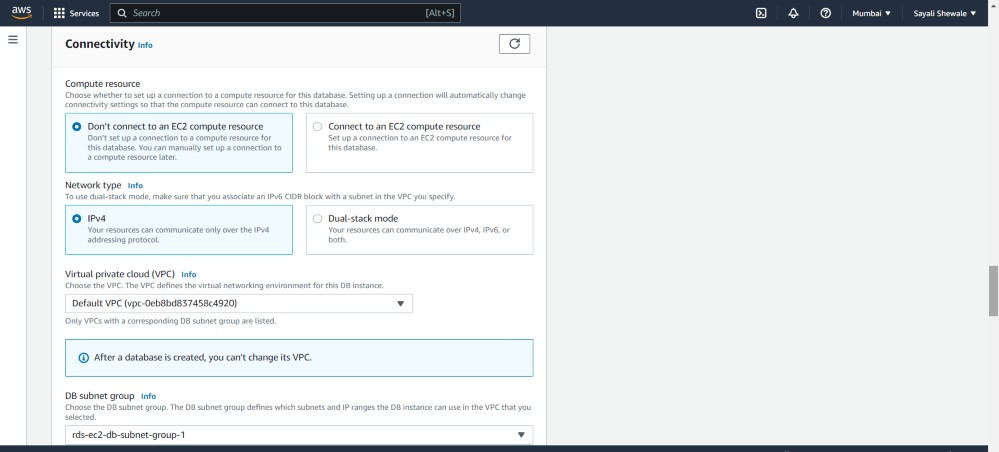 aws
Services
Search
[Alt+S]
Mumbai
Sayali Shewale
Connectivity Info
Compute resource
Choose whether to set up a connection to a compute resource for this database. Setting up a connection will automatically change
connectivity settings so that the compute resource can connect to this database.
Don't connect to an EC2 compute resource
Don't set up a connection to a compute resource for
this database. You can manually set up a connection to
a compute resource later.
Connect to an EC2 compute resource
Set up a connection to an EC2 compute resource for
this database.
Network type Info
To use dual-stack mode, make sure that you associate an IPv6 CIDR block with a subnet in the VPC you specify.
IPv4
Your resources can communicate only over the IPv4
addressing protocol.
Dual-stack mode
Your resources can communicate over IPv4, IPv6, or
both.
Virtual private cloud (VPC) Info
Choose the VPC. The VPC defines the virtual networking environment for this DB instance.
Default VPC (vpc-0eb8bd837458c4920)
Only VPCs with a corresponding DB subnet group are listed.
After a database is created, you can't change its VPC.
DB subnet group Info
Choose the DB subnet group. The DB subnet group defines which subnets and IP ranges the DB instance can use in the VPC that you
selected.
rds-ec2-db-subnet-group-1